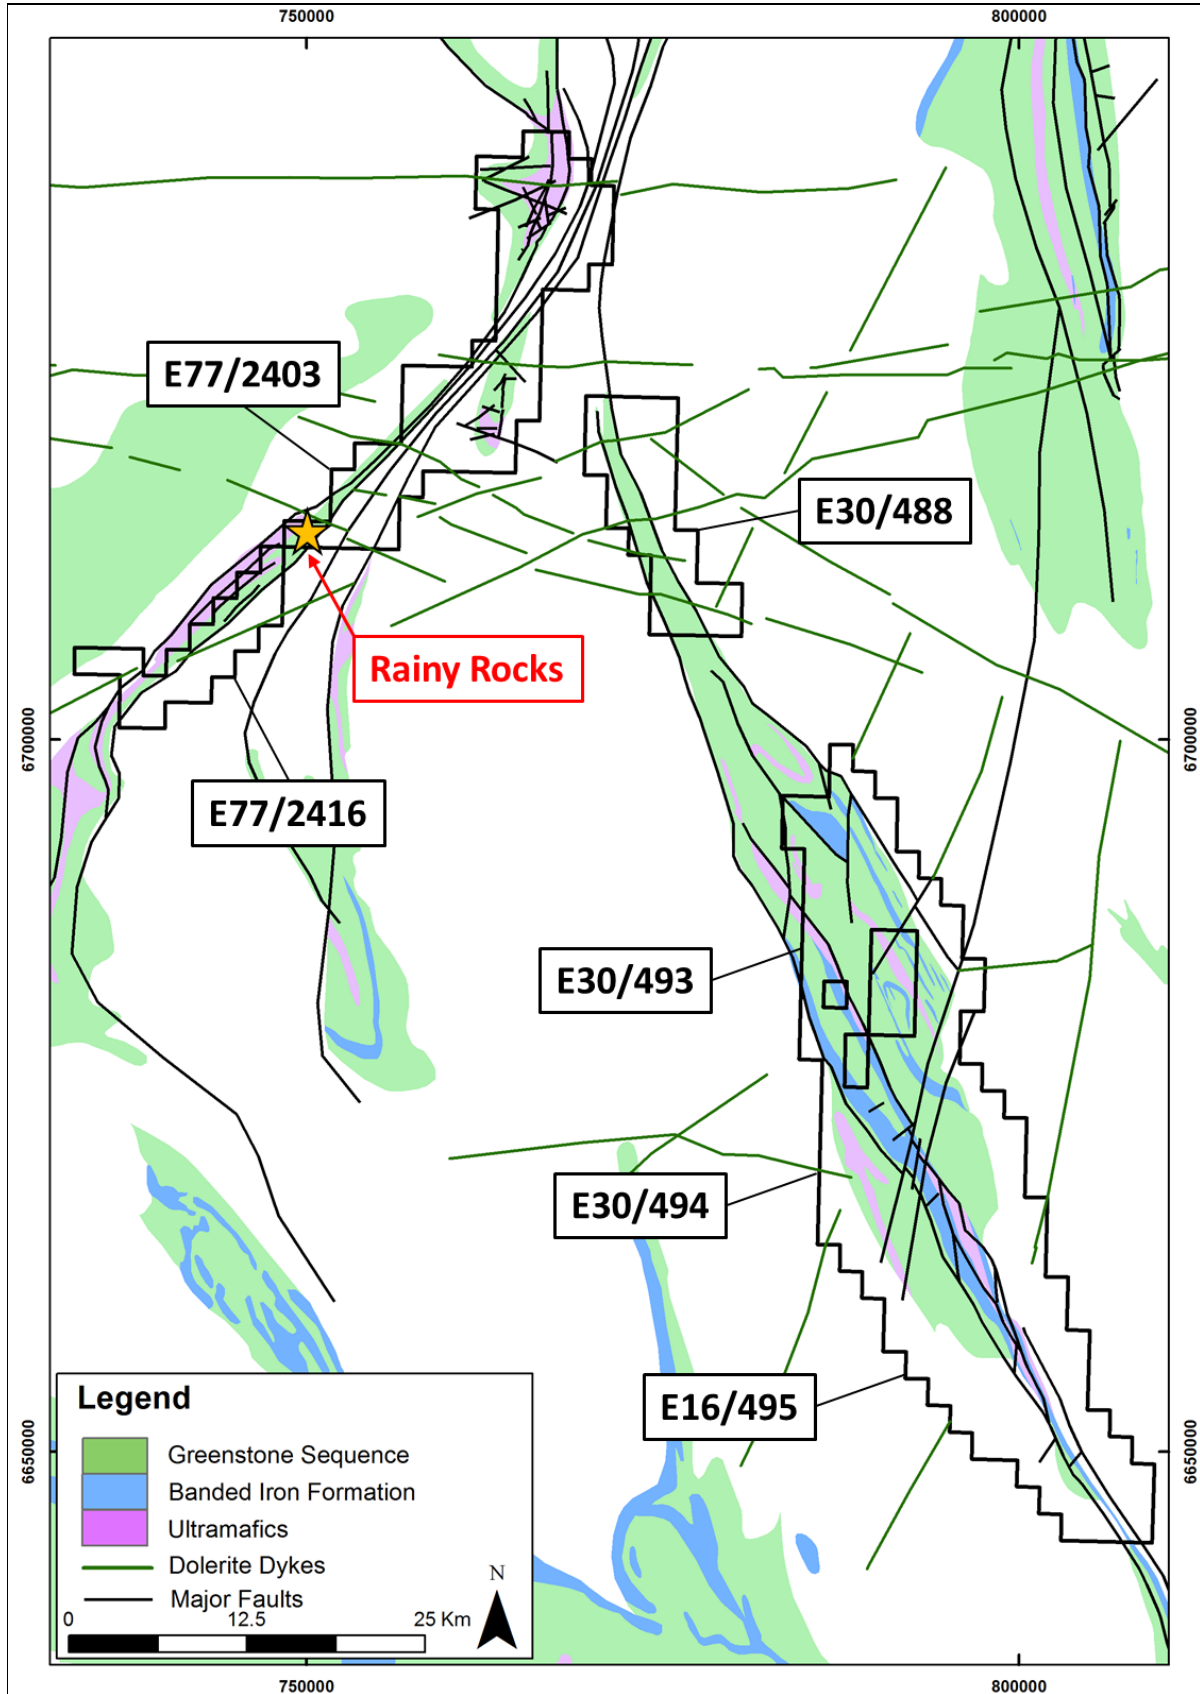 750000
800000
E77/2403
E30/488
Rainy Rocks
6700000
6700000
E77/2416
E30/493
E30/494
E16/495
6650000
6650000
Legend
Greenstone Sequence
Banded Iron Formation
Ultramafics
Dolerite Dykes
Major Faults
N
0 12.5 25 Km
750000
800000